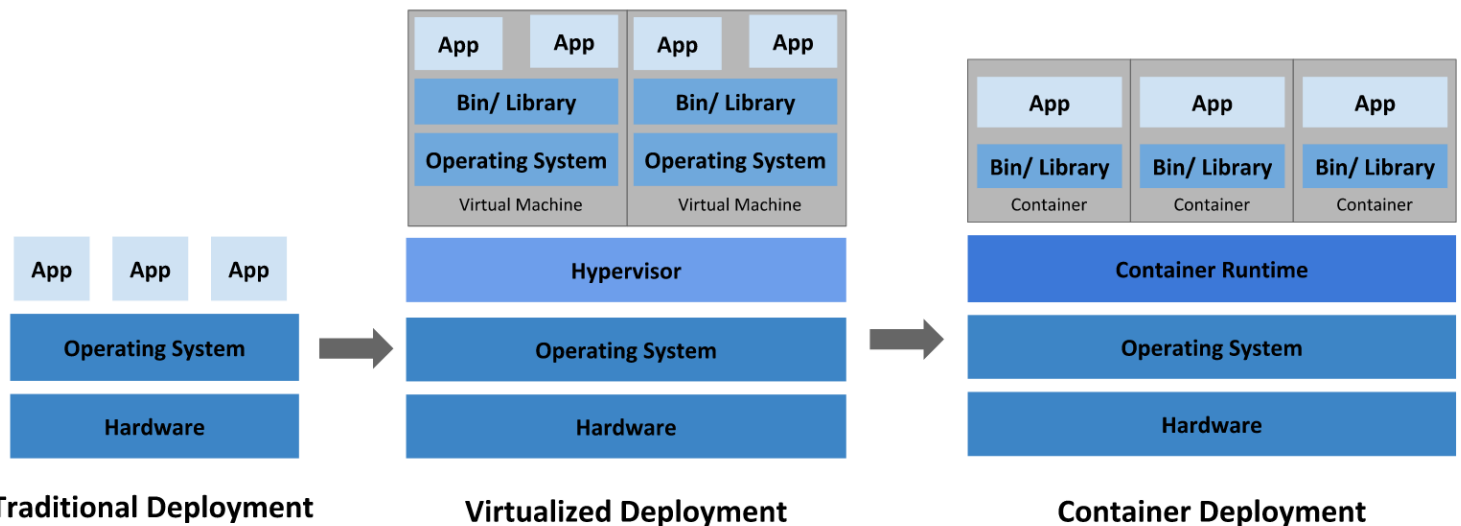 App
App
App
Operating System
Hardware
Traditional Deployment
App
App
Bin/ Library
Operating System
Virtual Machine
App
App
Bin/ Library
Operating System
Virtual Machine
Hypervisor
Operating System
Hardware
Virtualized Deployment
App
Bin/ Library
Container
App
Bin/ Library
Container
App
Bin/ Library
Container
Container Runtime
Operating System
Hardware
Container Deployment